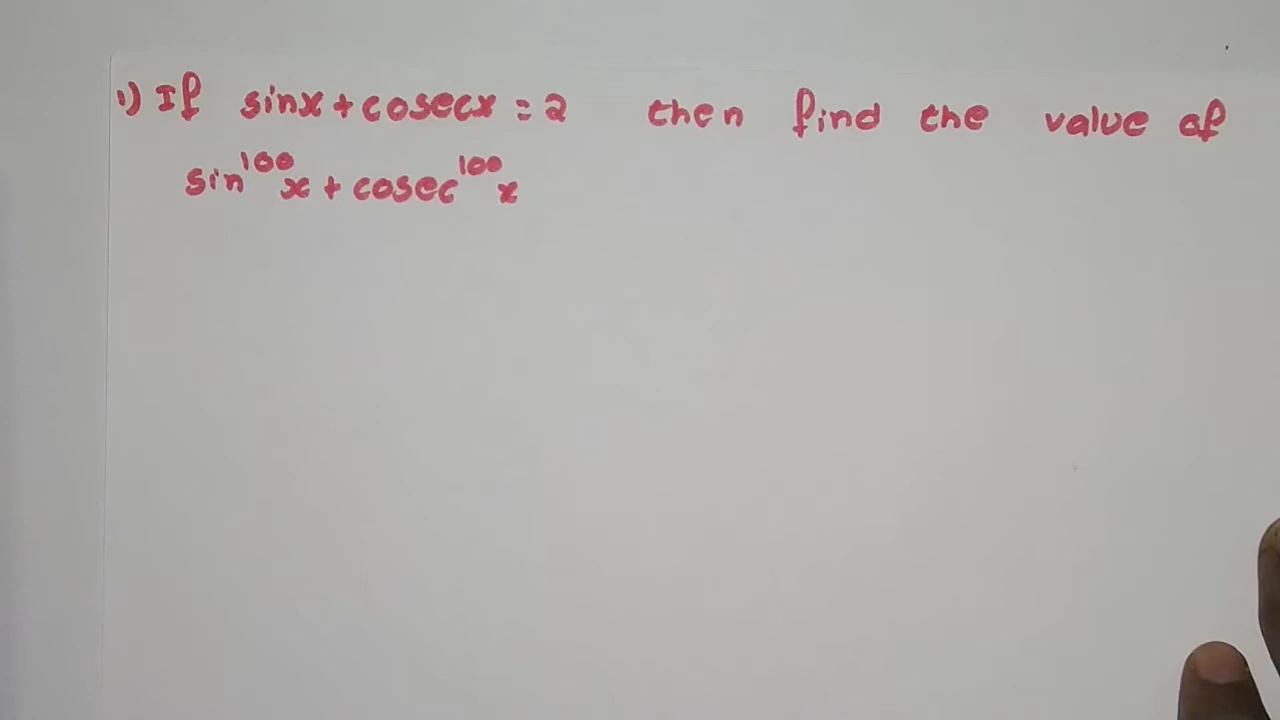 1) If sinx + cosecx = 2 then find the value of
sin¹⁰⁰x + cosec¹⁰⁰x